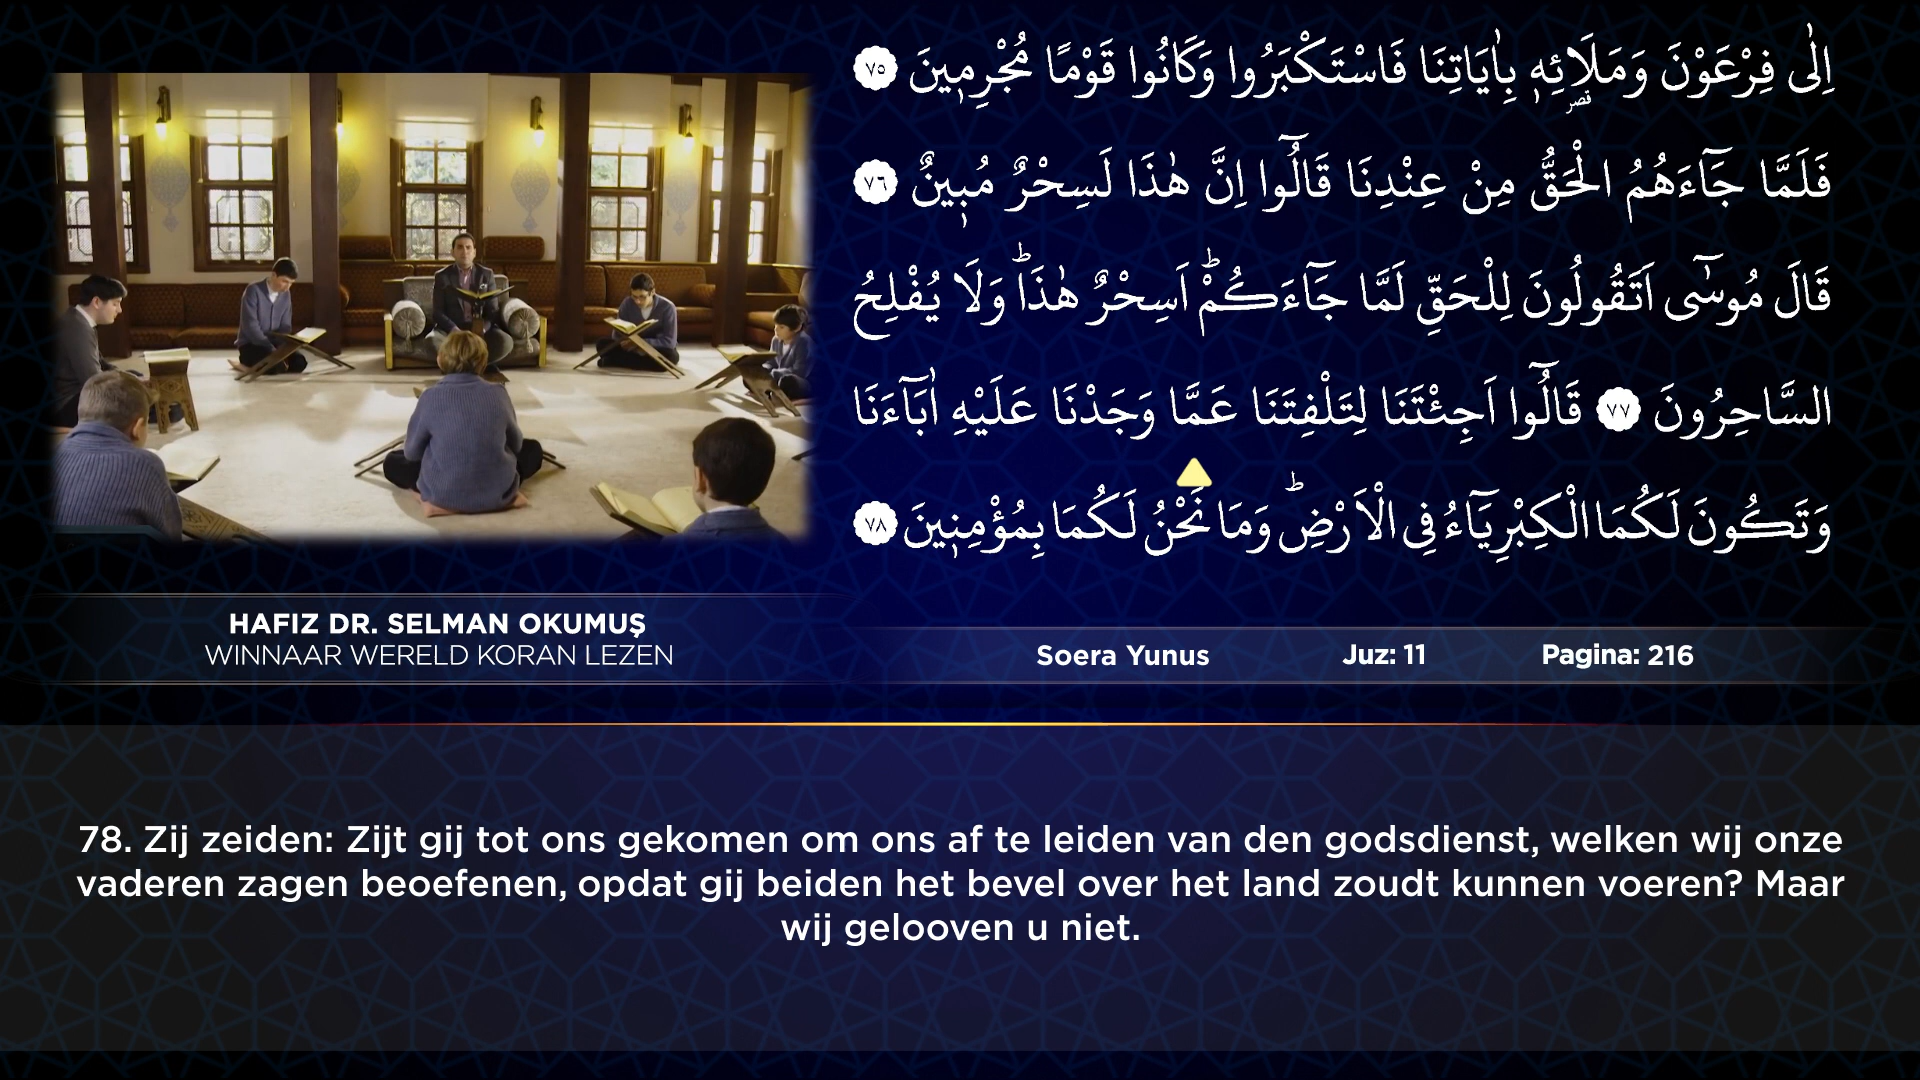 اِلٰى فِرْعَوْنَ وَمَلَا۬ئِه۪ بِاٰيَاتِنَا فَاسْتَكْبَرُوا وَكَانُوا قَوْمًا مُجْرِم۪ينَ ٧٥
قصر
فَلَمَّا جَٓاءَهُمُ الْحَقُّ مِنْ عِنْدِنَا قَالُٓوا اِنَّ هٰذَا لَسِحْرٌ مُب۪ينٌ ٧٦
قَالَ مُوسٰٓى اَتَقُولُونَ لِلْحَقِّ لَمَّا جَٓاءَكُمْۜ اَسِحْرٌ هٰذَاۜ وَلَا يُفْلِحُ
السَّاحِرُونَ ٧٧ قَالُٓوا اَجِئْتَنَا لِتَلْفِتَنَا عَمَّا وَجَدْنَا عَلَيْهِ اٰبَٓاءَنَا
وَتَكُونَ لَكُمَا الْكِبْرِيَٓاءُ فِي الْاَرْضِۜ وَمَا نَحْنُ لَكُمَا بِمُؤْمِن۪ينَ ٧٨
HAFIZ DR. SELMAN OKUMUŞ
WINNAAR WERELD KORAN LEZEN
Soera Yunus Juz: 11 Pagina: 216
78. Zij zeiden: Zijt gij tot ons gekomen om ons af te leiden van den godsdienst, welken wij onze
vaderen zagen beoefenen, opdat gij beiden het bevel over het land zoudt kunnen voeren? Maar
wij gelooven u niet.